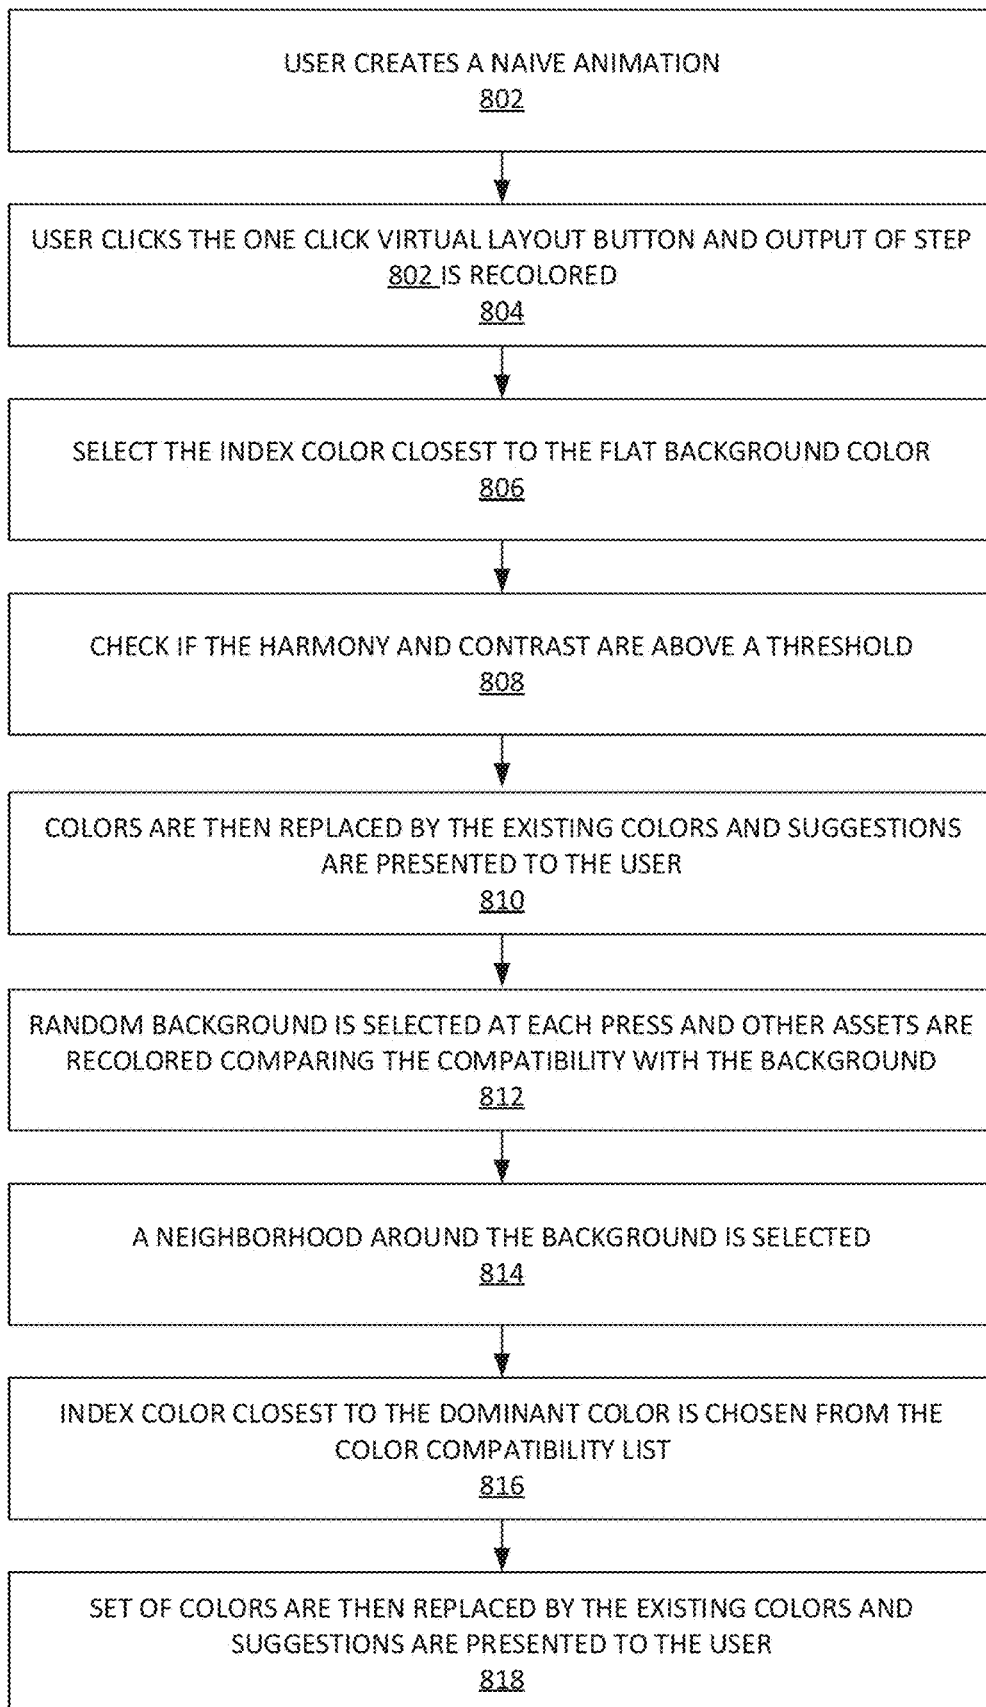 USER CREATES A NAIVE ANIMATION
802
USER CLICKS THE ONE CLICK VIRTUAL LAYOUT BUTTON AND OUTPUT OF STEP
802 IS RECOLORED
804
SELECT THE INDEX COLOR CLOSEST TO THE FLAT BACKGROUND COLOR
806
CHECK IF THE HARMONY AND CONTRAST ARE ABOVE A THRESHOLD
808
COLORS ARE THEN REPLACED BY THE EXISTING COLORS AND SUGGESTIONS
ARE PRESENTED TO THE USER
810
RANDOM BACKGROUND IS SELECTED AT EACH PRESS AND OTHER ASSETS ARE
RECOLORED COMPARING THE COMPATIBILITY WITH THE BACKGROUND
812
A NEIGHBORHOOD AROUND THE BACKGROUND IS SELECTED
814
INDEX COLOR CLOSEST TO THE DOMINANT COLOR IS CHOSEN FROM THE
COLOR COMPATIBILITY LIST
816
SET OF COLORS ARE THEN REPLACED BY THE EXISTING COLORS AND
SUGGESTIONS ARE PRESENTED TO THE USER
818